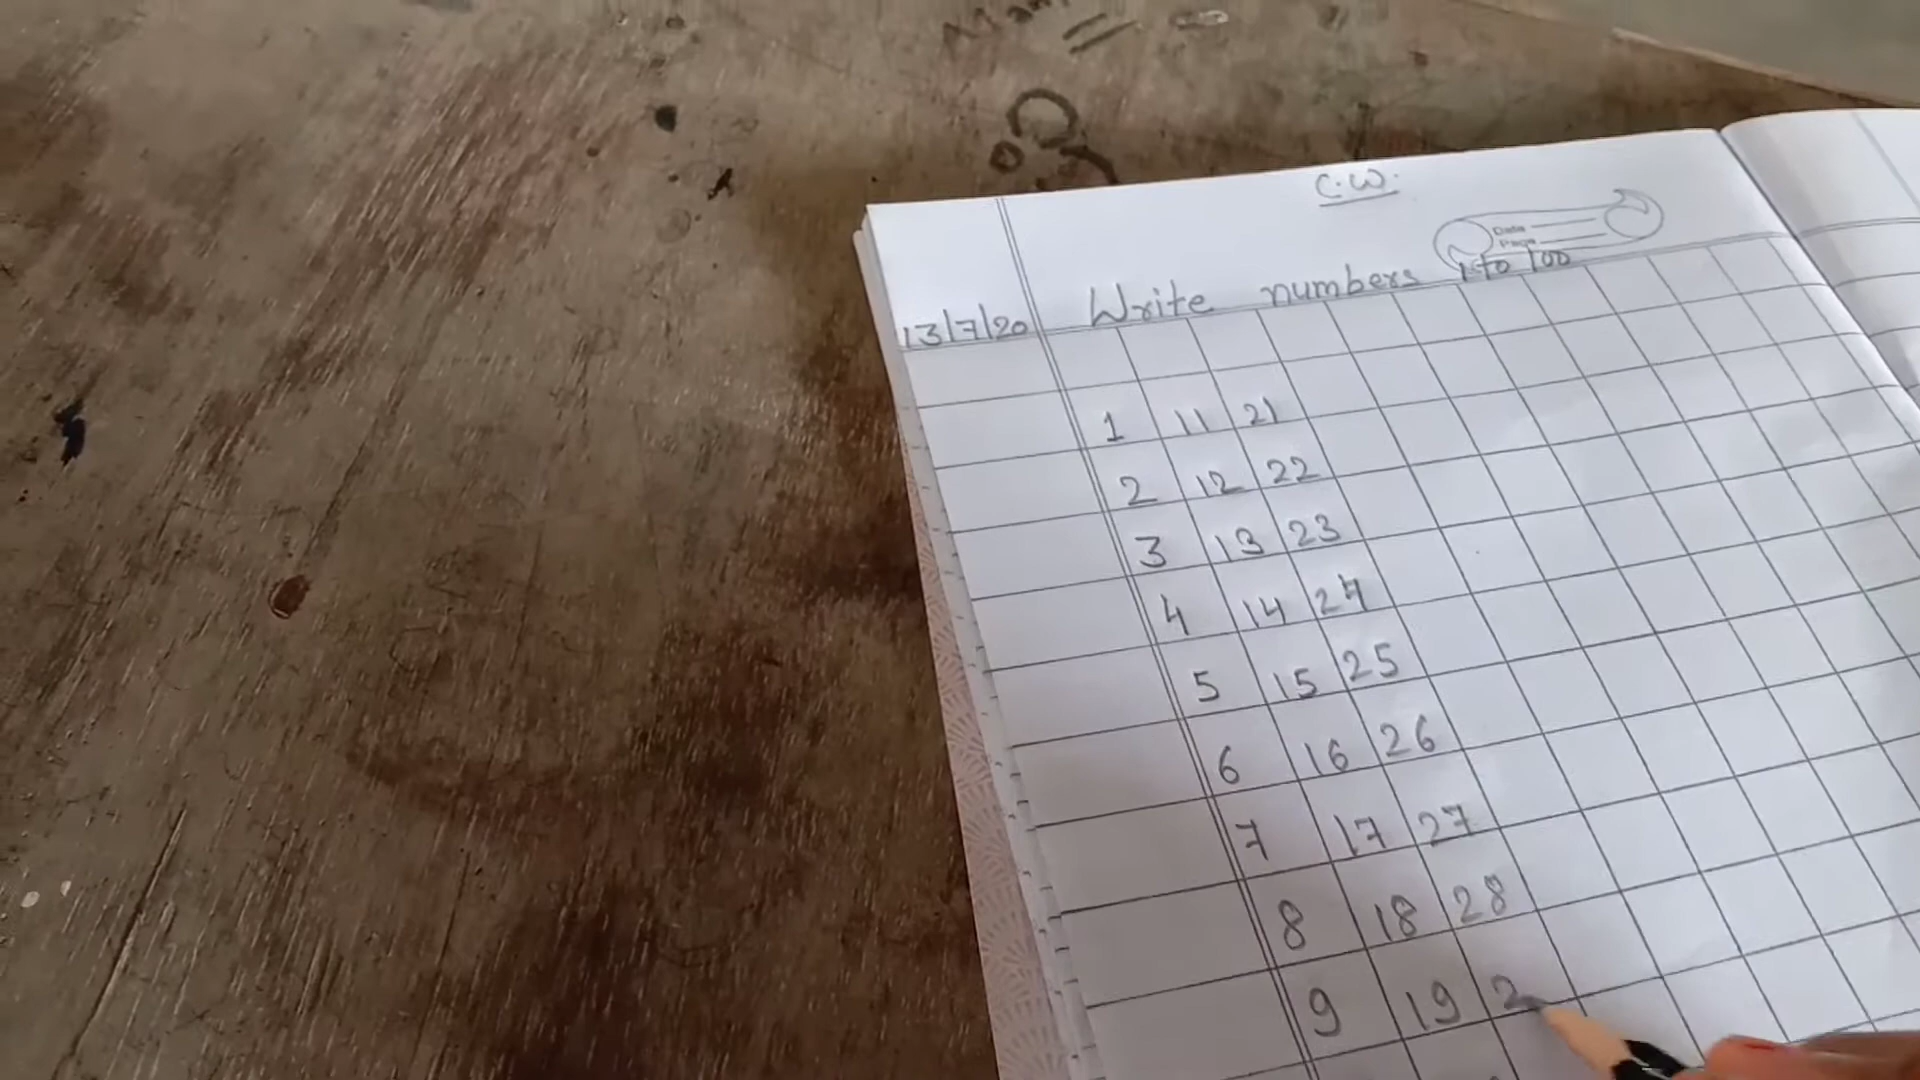 C.W.
Date
Page
13/7/20 Write numbers 1 to 100
1 11 21
2 12 22
3 13 23
4 14 24
5 15 25
6 16 26
7 17 27
8 18 28
9 19 2